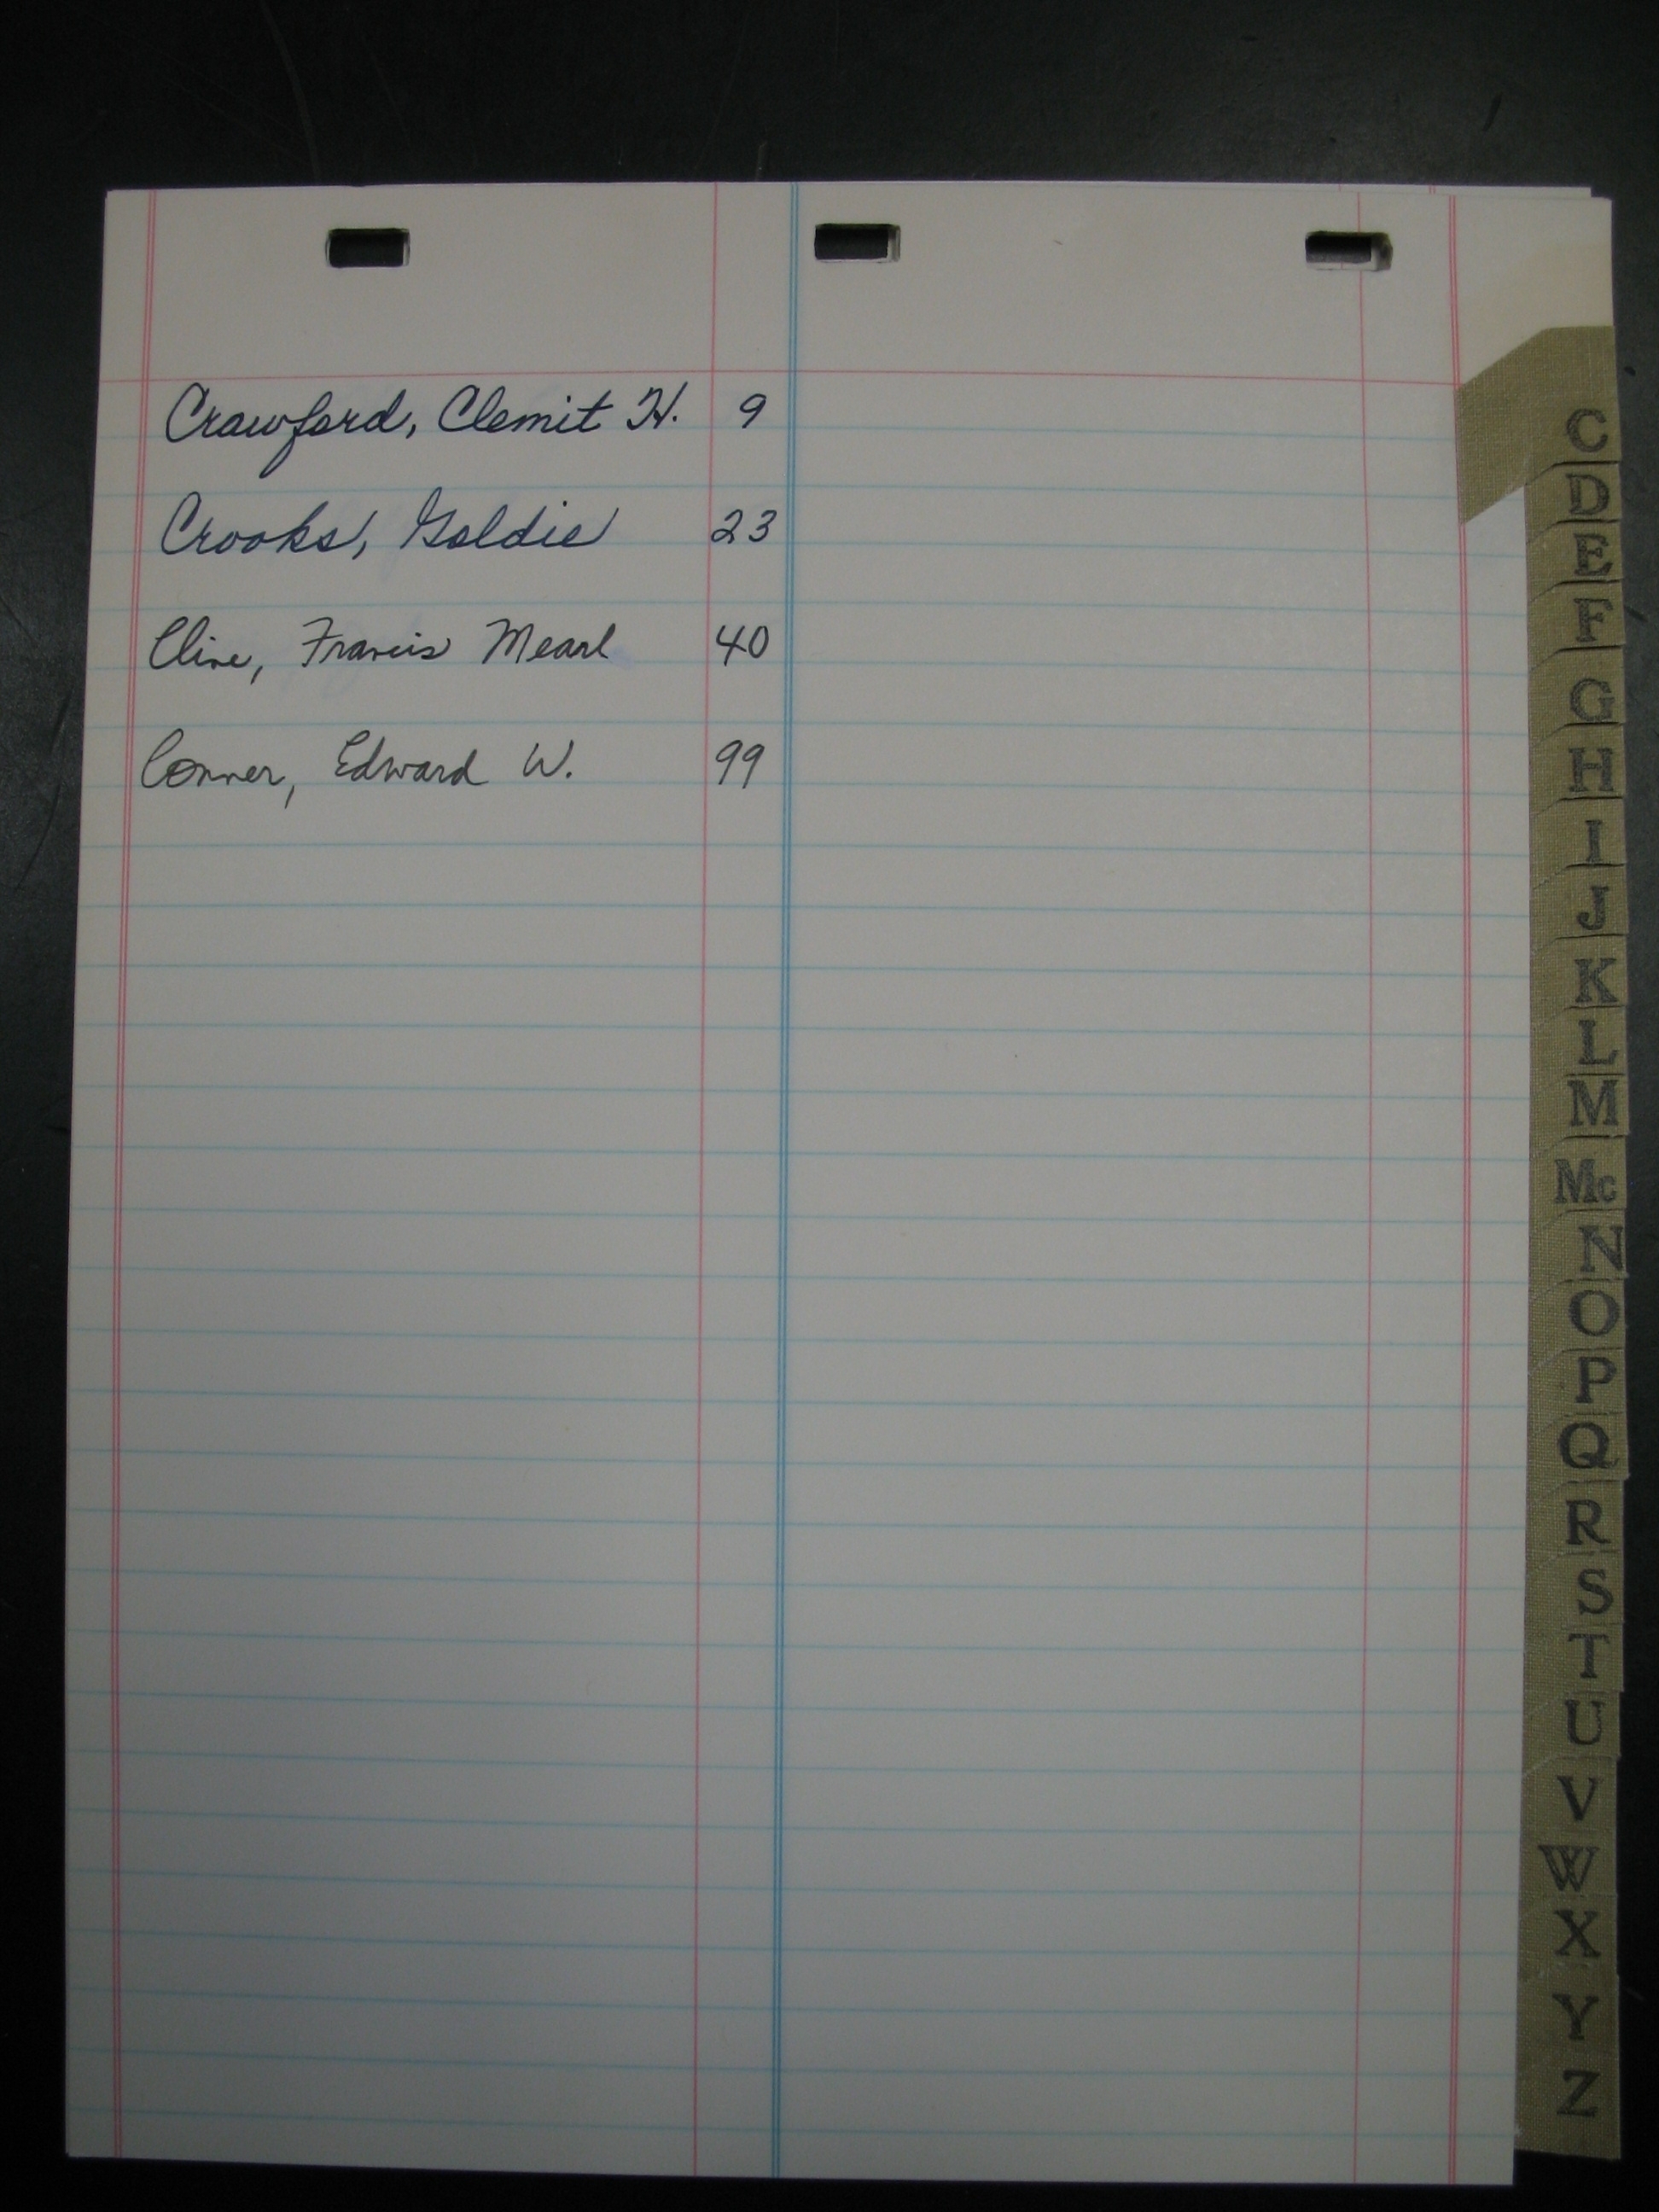 Crawford, Clemit H. 9
Crooks, Goldie 23
Cline, Francis Mearl 40
Conner, Edward W. 99
C
D
E
F
G
H
I
J
K
L
M
Mc
N
O
P
Q
R
S
T
U
V
W
X
Y
Z